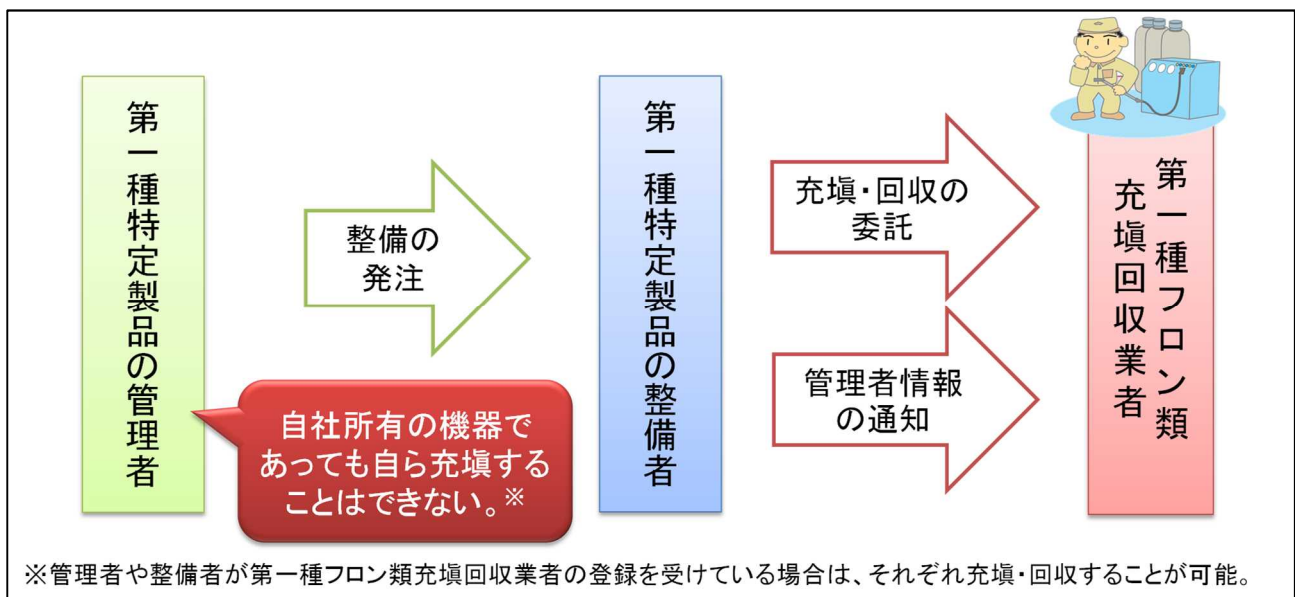 第一種特定製品の管理者
整備の
発注
自社所有の機器で
あっても自ら充塡する
ことはできない。※
第一種特定製品の整備者
充塡・回収の
委託
管理者情報
の通知
第一種フロン類
充塡回収業者
※管理者や整備者が第一種フロン類充塡回収業者の登録を受けている場合は、それぞれ充塡・回収することが可能。